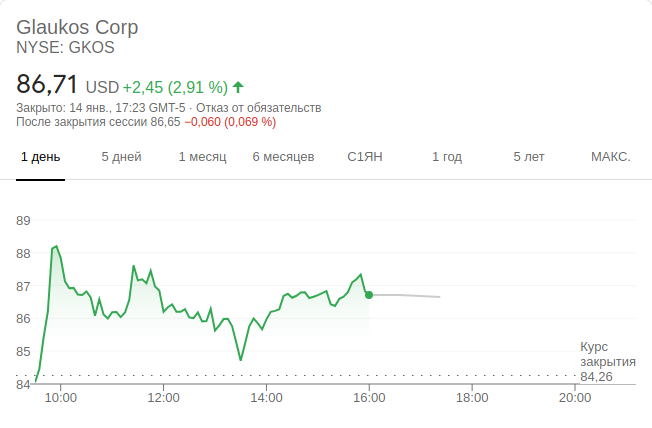 Glaukos Corp
NYSE: GKOS
86,71 USD +2,45 (2,91 %)
Закрыто: 14 янв., 17:23 GMT-5 · Отказ от обязательств
После закрытия сессии 86,65 −0,060 (0,069 %)
1 день 5 дней 1 месяц 6 месяцев С1ЯН 1 год 5 лет МАКС.
89
88
87
86
85
84
Курс
закрытия
84,26
10:00 12:00 14:00 16:00 18:00 20:00